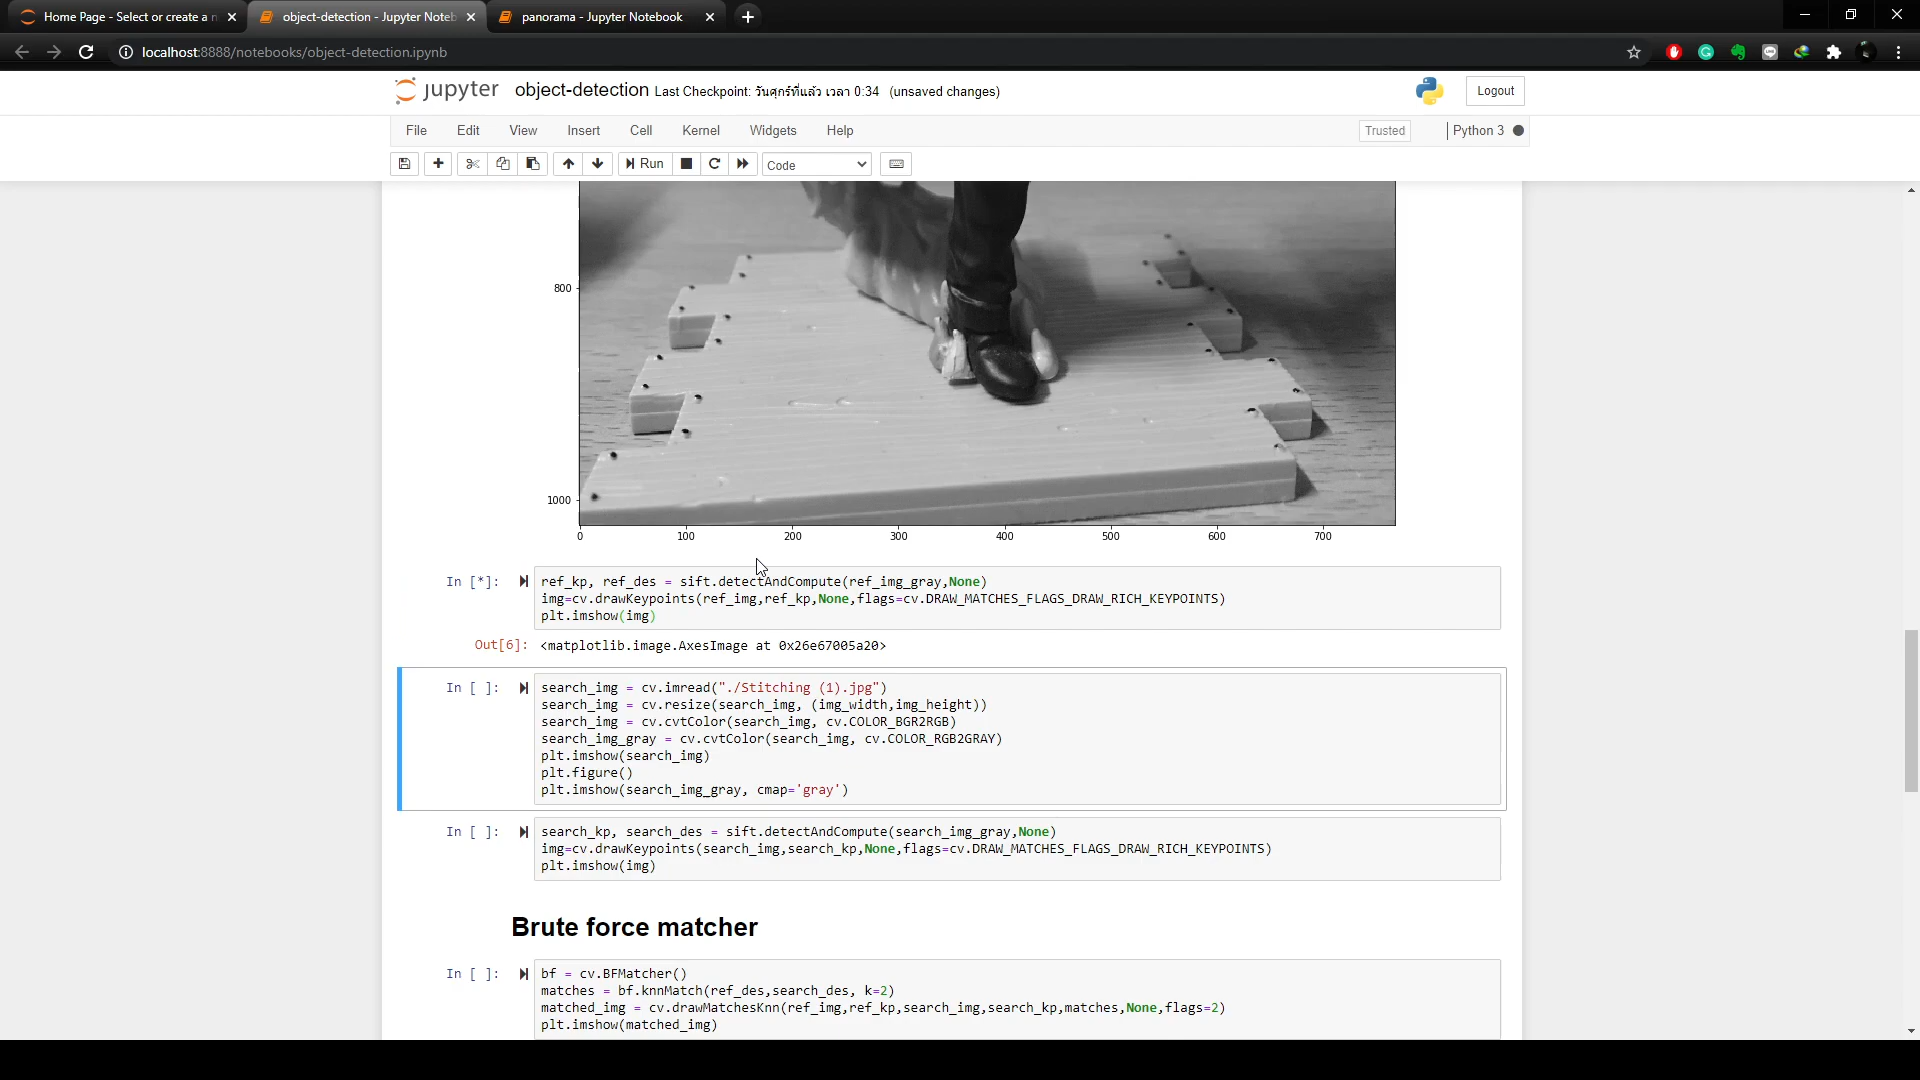 Home Page - Select or create a n
object-detection - Jupyter Noteb
panorama - Jupyter Notebook
localhost:8888/notebooks/object-detection.ipynb
jupyter object-detection Last Checkpoint: วันศุกร์ที่แล้ว เวลา 0:34 (unsaved changes)
Logout
File Edit View Insert Cell Kernel Widgets Help
Trusted
Python 3
Run
Code
800
1000
0 100 200 300 400 500 600 700
In [*]: ref_kp, ref_des = sift.detectAndCompute(ref_img_gray,None)
img=cv.drawKeypoints(ref_img,ref_kp,None,flags=cv.DRAW_MATCHES_FLAGS_DRAW_RICH_KEYPOINTS)
plt.imshow(img)
Out[6]: <matplotlib.image.AxesImage at 0x26e67005a20>
In [ ]: search_img = cv.imread("./Stitching (1).jpg")
search_img = cv.resize(search_img, (img_width,img_height))
search_img = cv.cvtColor(search_img, cv.COLOR_BGR2RGB)
search_img_gray = cv.cvtColor(search_img, cv.COLOR_RGB2GRAY)
plt.imshow(search_img)
plt.figure()
plt.imshow(search_img_gray, cmap='gray')
In [ ]: search_kp, search_des = sift.detectAndCompute(search_img_gray,None)
img=cv.drawKeypoints(search_img,search_kp,None,flags=cv.DRAW_MATCHES_FLAGS_DRAW_RICH_KEYPOINTS)
plt.imshow(img)
Brute force matcher
In [ ]: bf = cv.BFMatcher()
matches = bf.knnMatch(ref_des,search_des, k=2)
matched_img = cv.drawMatchesKnn(ref_img,ref_kp,search_img,search_kp,matches,None,flags=2)
plt.imshow(matched_img)